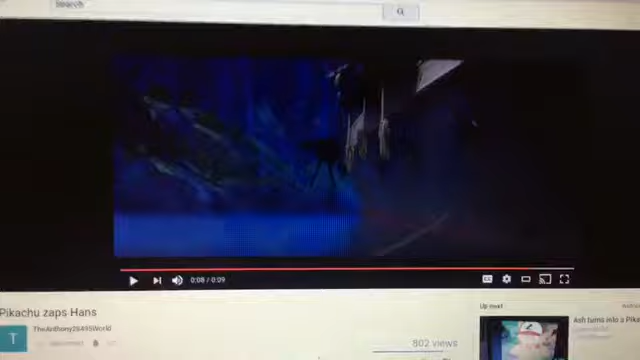 Search
0:08 / 0:09
Pikachu zaps Hans
T
TheAnthony28495World
802 views
Up next
Ash turns into a Pika